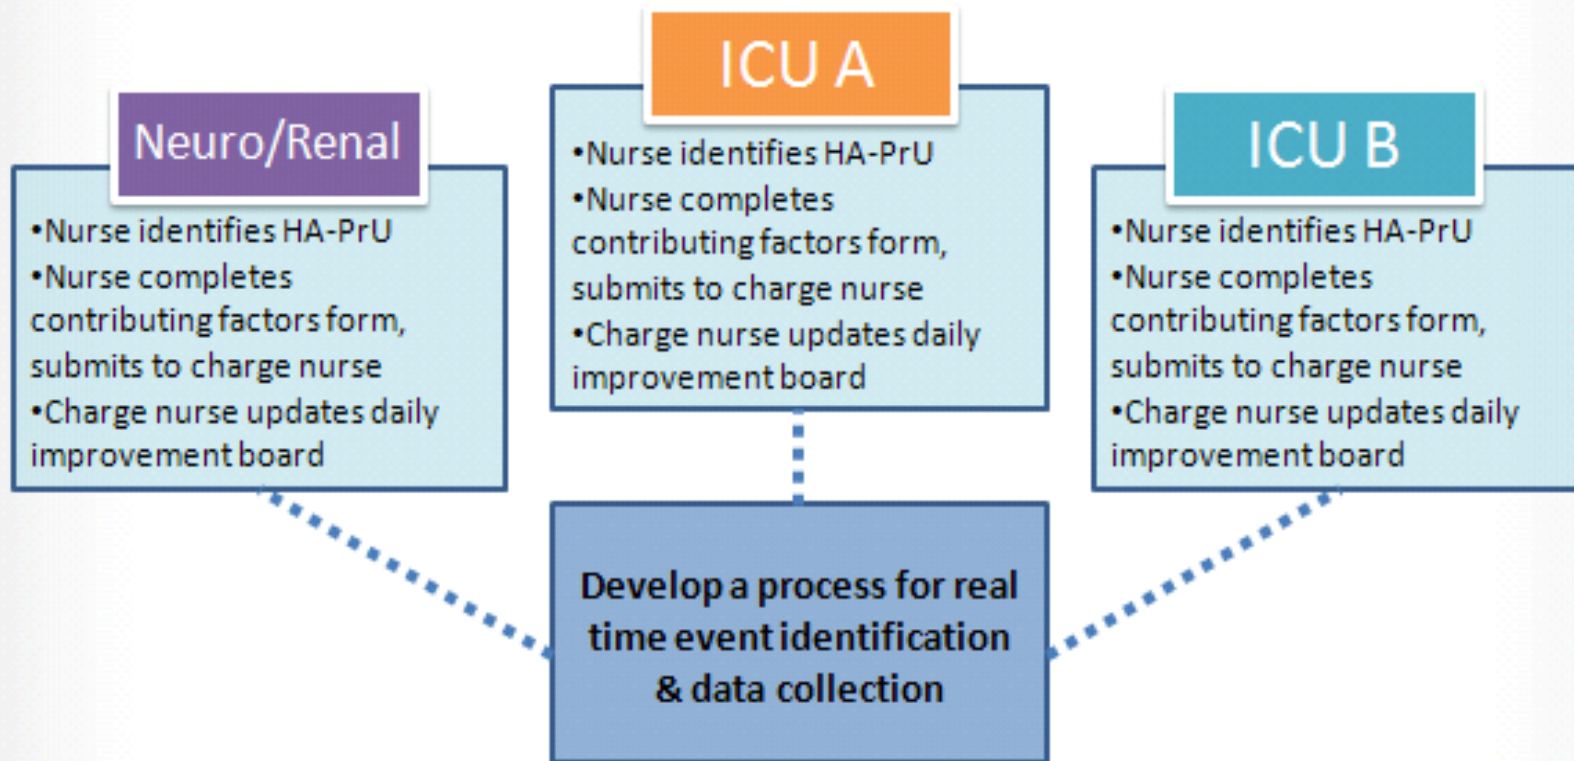 Neuro/Renal
•Nurse identifies HA-PrU
•Nurse completes
contributing factors form,
submits to charge nurse
•Charge nurse updates daily
improvement board
ICU A
•Nurse identifies HA-PrU
•Nurse completes
contributing factors form,
submits to charge nurse
•Charge nurse updates daily
improvement board
ICU B
•Nurse identifies HA-PrU
•Nurse completes
contributing factors form,
submits to charge nurse
•Charge nurse updates daily
improvement board
Develop a process for real
time event identification
& data collection